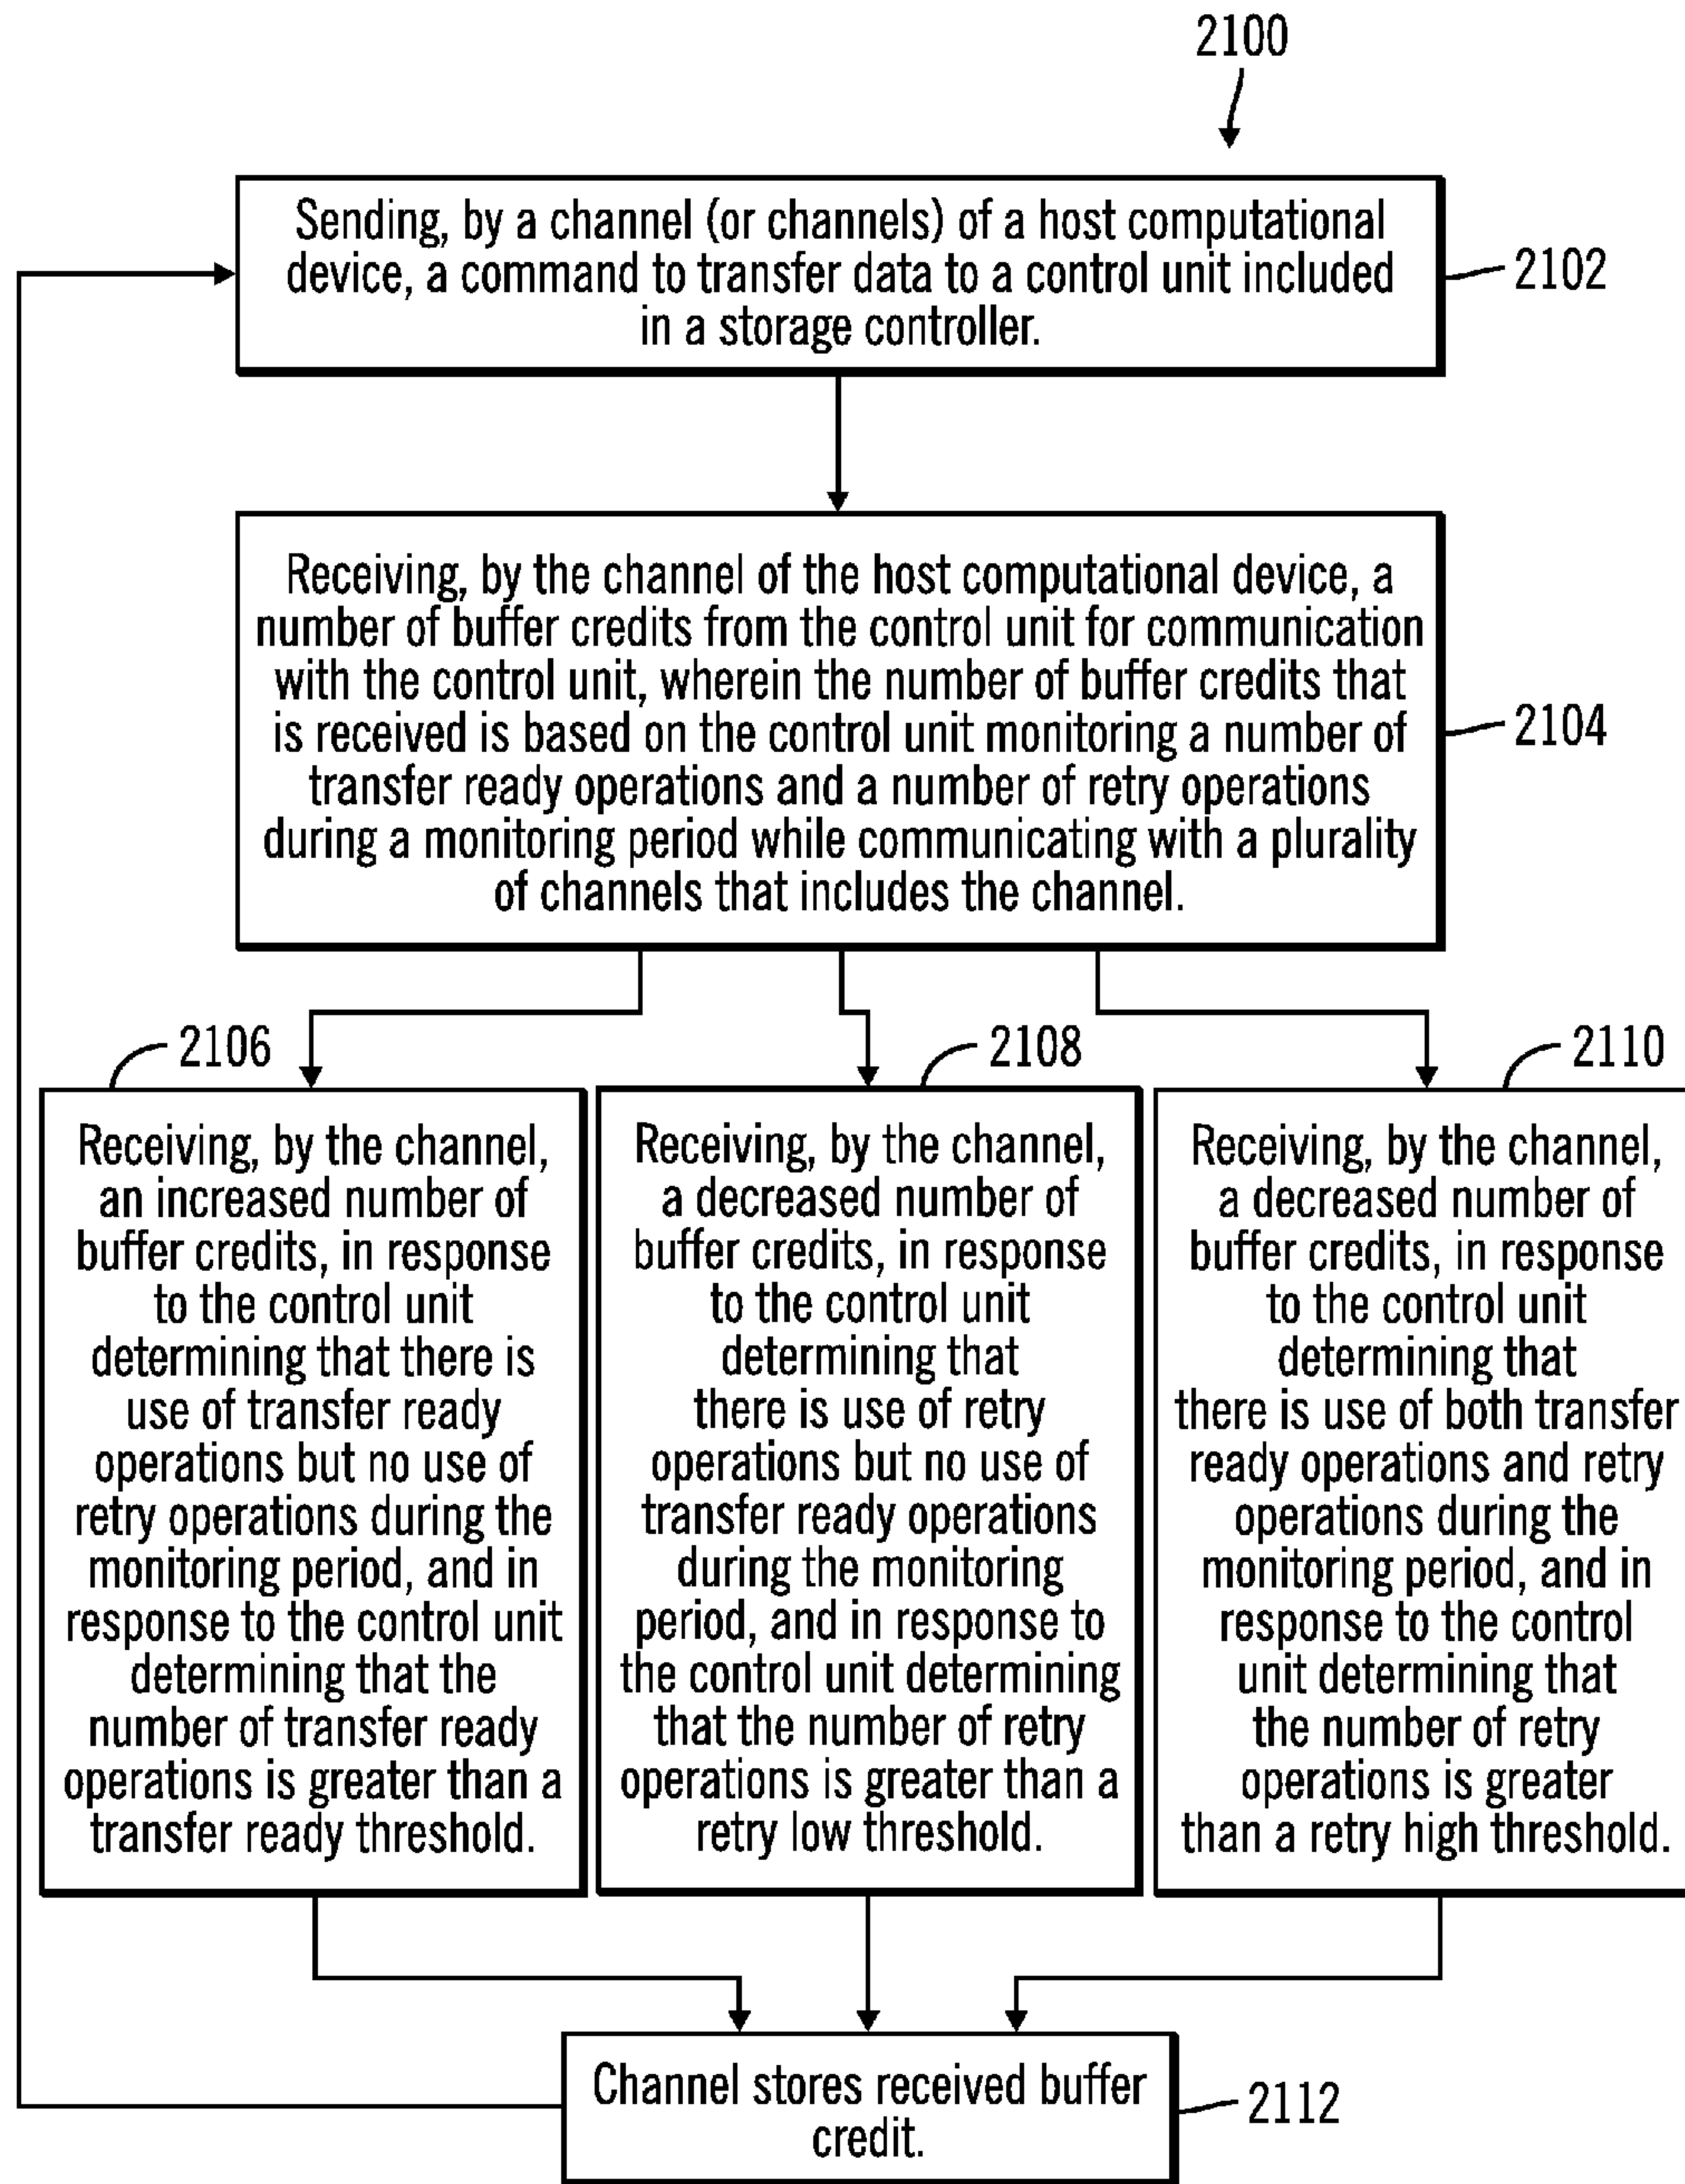 2100
Sending, by a channel (or channels) of a host computational
device, a command to transfer data to a control unit included
in a storage controller.
2102
Receiving, by the channel of the host computational device, a
number of buffer credits from the control unit for communication
with the control unit, wherein the number of buffer credits that
is received is based on the control unit monitoring a number of
transfer ready operations and a number of retry operations
during a monitoring period while communicating with a plurality
of channels that includes the channel.
2104
2106
Receiving, by the channel,
an increased number of
buffer credits, in response
to the control unit
determining that there is
use of transfer ready
operations but no use of
retry operations during the
monitoring period, and in
response to the control unit
determining that the
number of transfer ready
operations is greater than a
transfer ready threshold.
2108
Receiving, by the channel,
a decreased number of
buffer credits, in response
to the control unit
determining that
there is use of retry
operations but no use of
transfer ready operations
during the monitoring
period, and in response to
the control unit determining
that the number of retry
operations is greater than a
retry low threshold.
2110
Receiving, by the channel,
a decreased number of
buffer credits, in response
to the control unit
determining that
there is use of both transfer
ready operations and retry
operations during the
monitoring period, and in
response to the control
unit determining that
the number of retry
operations is greater
than a retry high threshold.
Channel stores received buffer
credit.
2112